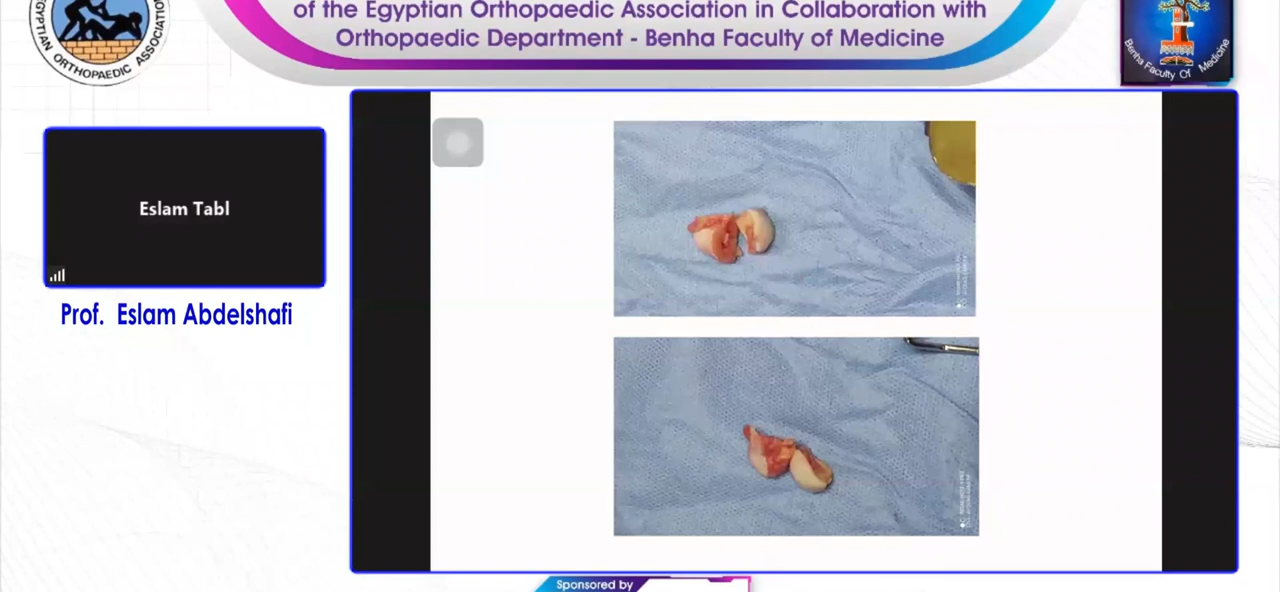 of the Egyptian Orthopaedic Association in Collaboration with
Orthopaedic Department - Benha Faculty of Medicine
EGYPTIAN ORTHOPAEDIC ASSOCIATION
Benha Faculty Of Medicine
Eslam Tabl
Prof. Eslam Abdelshafi
Sponsored by